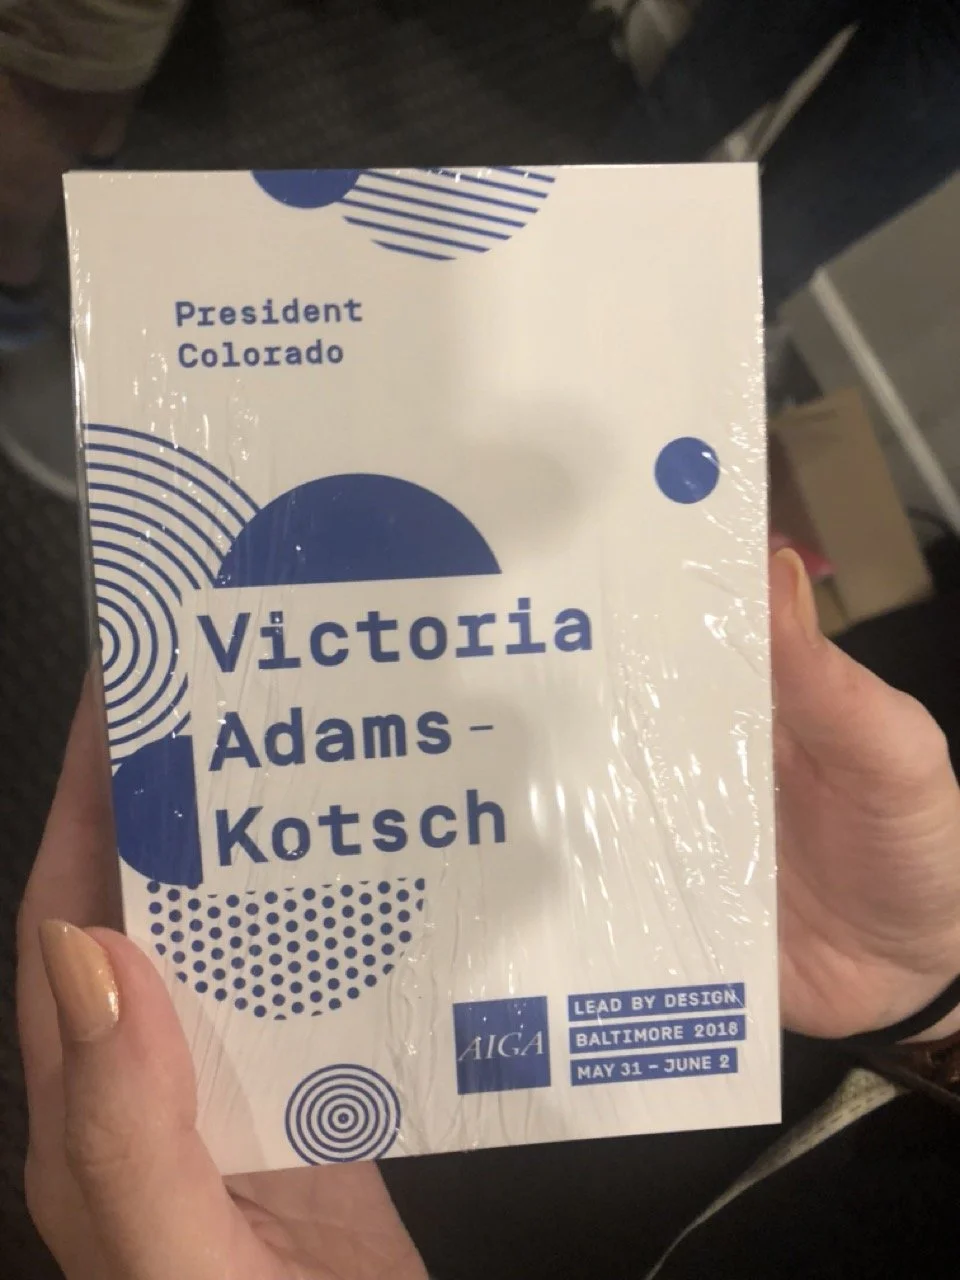 President
Colorado
Victoria
Adams-
Kotsch
AIGA
LEAD BY DESIGN
BALTIMORE 2018
MAY 31 – JUNE 2